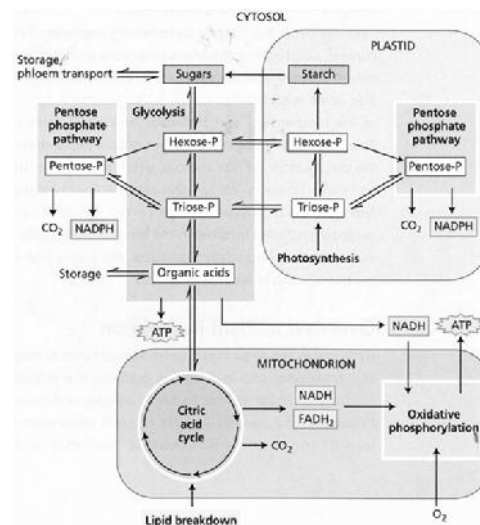 CYTOSOL
PLASTID
Storage/
phloem transport
Sugars
Starch
Pentose
phosphate
pathway
Glycolysis
Pentose
phosphate
pathway
Hexose-P
Hexose-P
Pentose-P
Pentose-P
Triose-P
Triose-P
CO2
NADPH
CO2
NADPH
Photosynthesis
Storage
Organic acids
ATP
NADH
ATP
MITOCHONDRION
Citric
acid
cycle
NADH
FADH2
CO2
Oxidative
phosphorylation
Lipid breakdown
O2